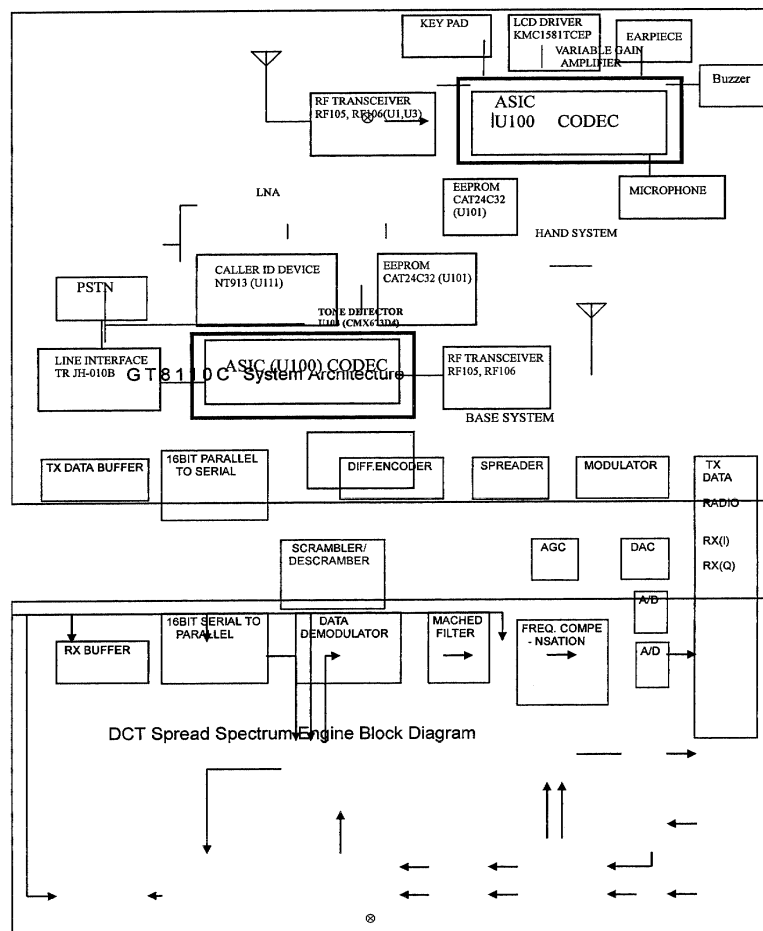 KEY PAD
LCD DRIVER
KMC1581TCEP
VARIABLE GAIN
AMPLIFIER
EARPIECE
Buzzer
RF TRANSCEIVER
RF105, RF106(U1,U3)
ASIC
U100 CODEC
MICROPHONE
EEPROM
CAT24C32
(U101)
LNA
HAND SYSTEM
CALLER ID DEVICE
NT913 (U111)
EEPROM
CAT24C32 (U101)
PSTN
TONE DETECTOR
LINE INTERFACE
TR JH-010B
ASIC (U100) CODEC
RF TRANSCEIVER
RF105, RF106
GT8110C System Architecture
BASE SYSTEM
TX DATA BUFFER
16BIT PARALLEL
TO SERIAL
DIFF.ENCODER
SPREADER
MODULATOR
TX
DATA
RADIO
RX(I)
RX(Q)
SCRAMBLER/
DESCRAMBER
AGC
DAC
A/D
RX BUFFER
16BIT SERIAL TO
PARALLEL
DATA
DEMODULATOR
MACHED
FILTER
FREQ. COMPE
- NSATION
A/D
DCT Spread Spectrum Engine Block Diagram